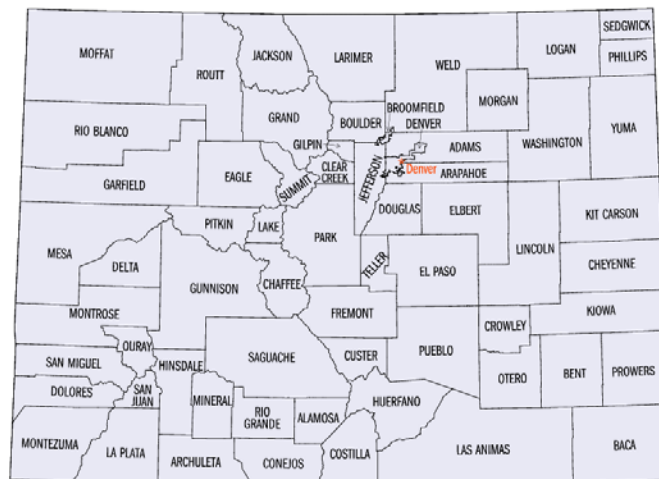 SEDGWICK
MOFFAT
JACKSON
LARIMER
LOGAN
PHILLIPS
ROUTT
WELD
MORGAN
BROOMFIELD
GRAND
BOULDER
DENVER
RIO BLANCO
YUMA
GILPIN
ADAMS
WASHINGTON
CLEAR
CREEK
Denver
ARAPAHOE
EAGLE
SUMMIT
JEFFERSON
GARFIELD
DOUGLAS
ELBERT
KIT CARSON
PITKIN
LAKE
PARK
LINCOLN
MESA
DELTA
TELLER
EL PASO
CHEYENNE
GUNNISON
CHAFFEE
MONTROSE
FREMONT
KIOWA
CROWLEY
OURAY
PUEBLO
SAN MIGUEL
HINSDALE
SAGUACHE
CUSTER
OTERO
BENT
PROWERS
DOLORES
SAN
JUAN
MINERAL
HUERFANO
RIO
GRANDE
ALAMOSA
MONTEZUMA
LA PLATA
ARCHULETA
CONEJOS
COSTILLA
LAS ANIMAS
BACA